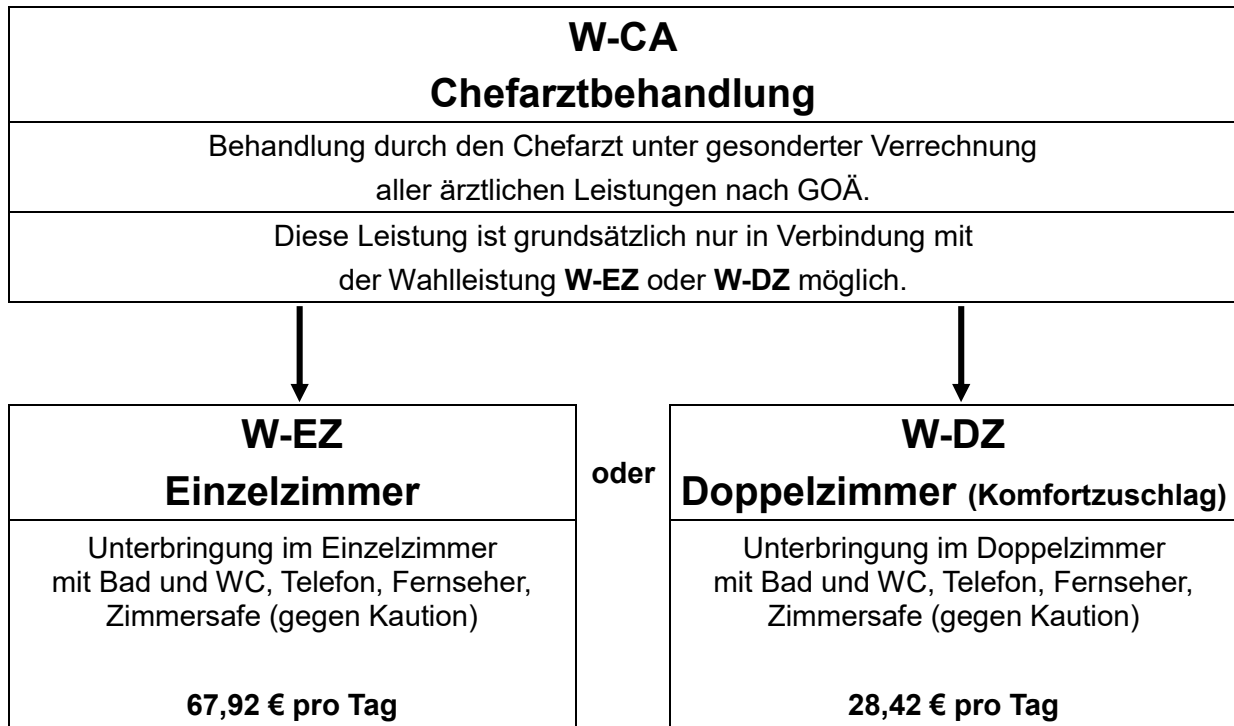 W-CA
Chefarztbehandlung
Behandlung durch den Chefarzt unter gesonderter Verrechnung
aller ärztlichen Leistungen nach GOÄ.
Diese Leistung ist grundsätzlich nur in Verbindung mit
der Wahlleistung W-EZ oder W-DZ möglich.
W-EZ
Einzelzimmer
Unterbringung im Einzelzimmer
mit Bad und WC, Telefon, Fernseher,
Zimmersafe (gegen Kaution)
67,92 € pro Tag
oder
W-DZ
Doppelzimmer (Komfortzuschlag)
Unterbringung im Doppelzimmer
mit Bad und WC, Telefon, Fernseher,
Zimmersafe (gegen Kaution)
28,42 € pro Tag